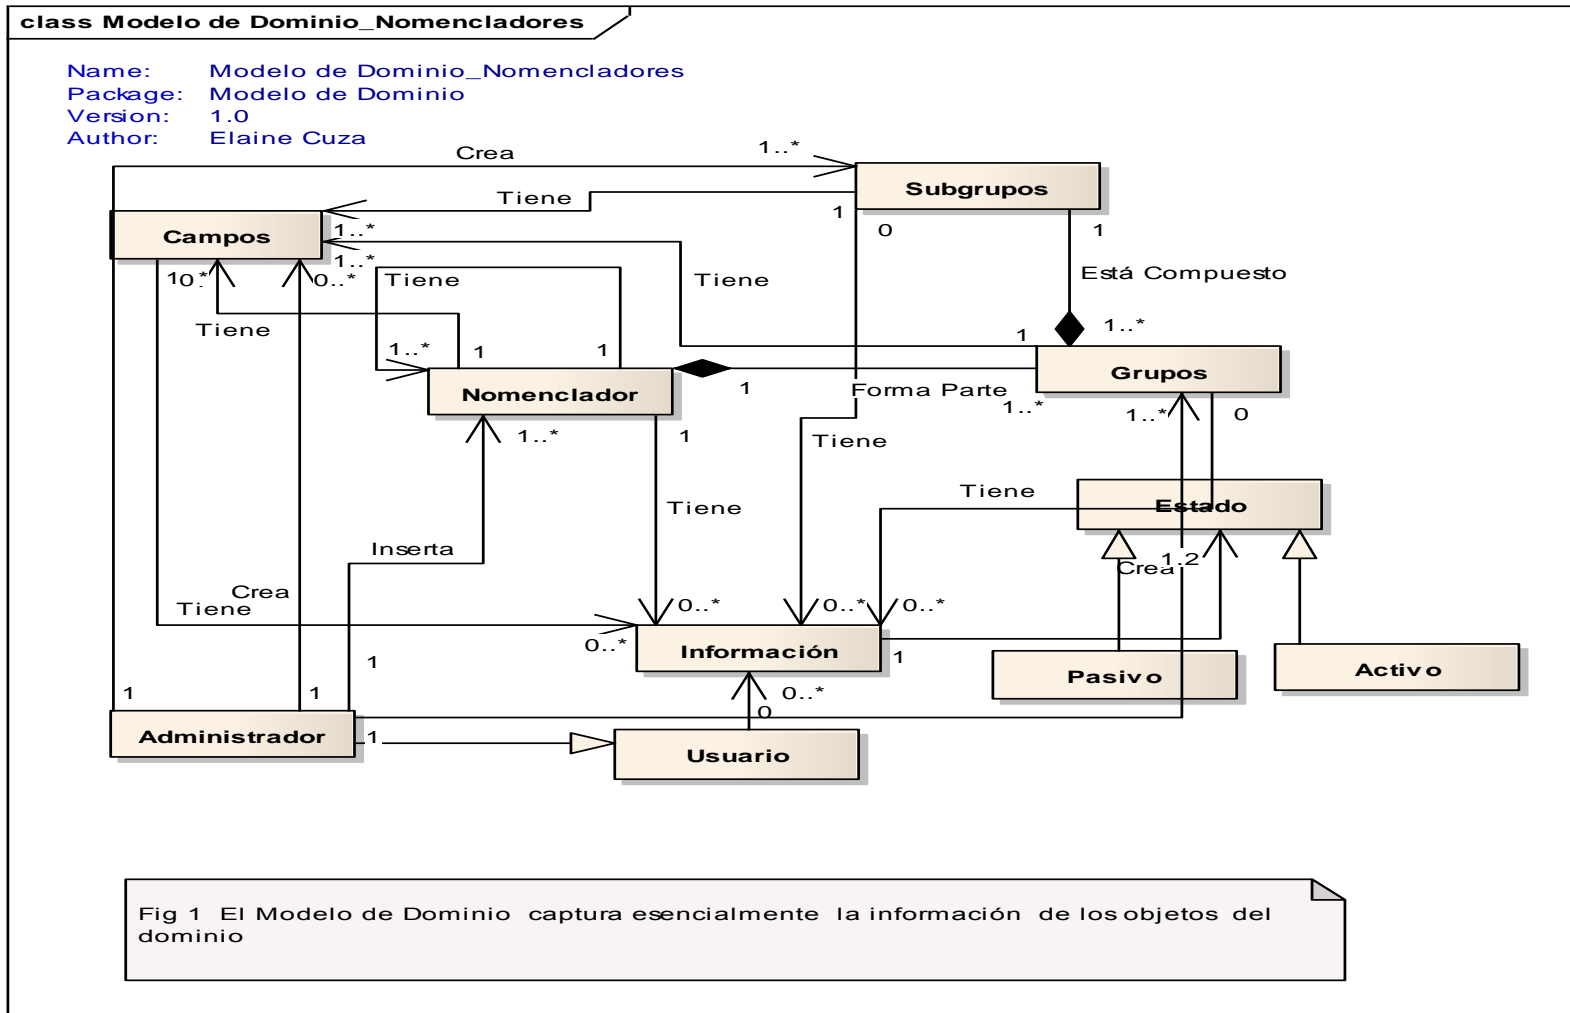 class Modelo de Dominio_Nomencladores
Name: Modelo de Dominio_Nomencladores
Package: Modelo de Dominio
Version: 1.0
Author: Elaine Cuza
Crea
1..*
Subgrupos
Tiene
1
0
1
Campos
1..*
1..*
1
0..*
0..*
Tiene
Tiene
Está Compuesto
Tiene
1..*
1
1..*
1
1
Grupos
Nomenclador
1
Forma Parte
1..*
1..*
0
1..*
1
Tiene
Tiene
Tiene
Estado
Inserta
Crea
1.2
Crea
Tiene
0..*
0..*
0..*
0..*
Información
1
1
Pasivo
Activo
1
1
0..*
0
Administrador
1
Usuario
Fig 1 El Modelo de Dominio captura esencialmente la información de los objetos del
dominio